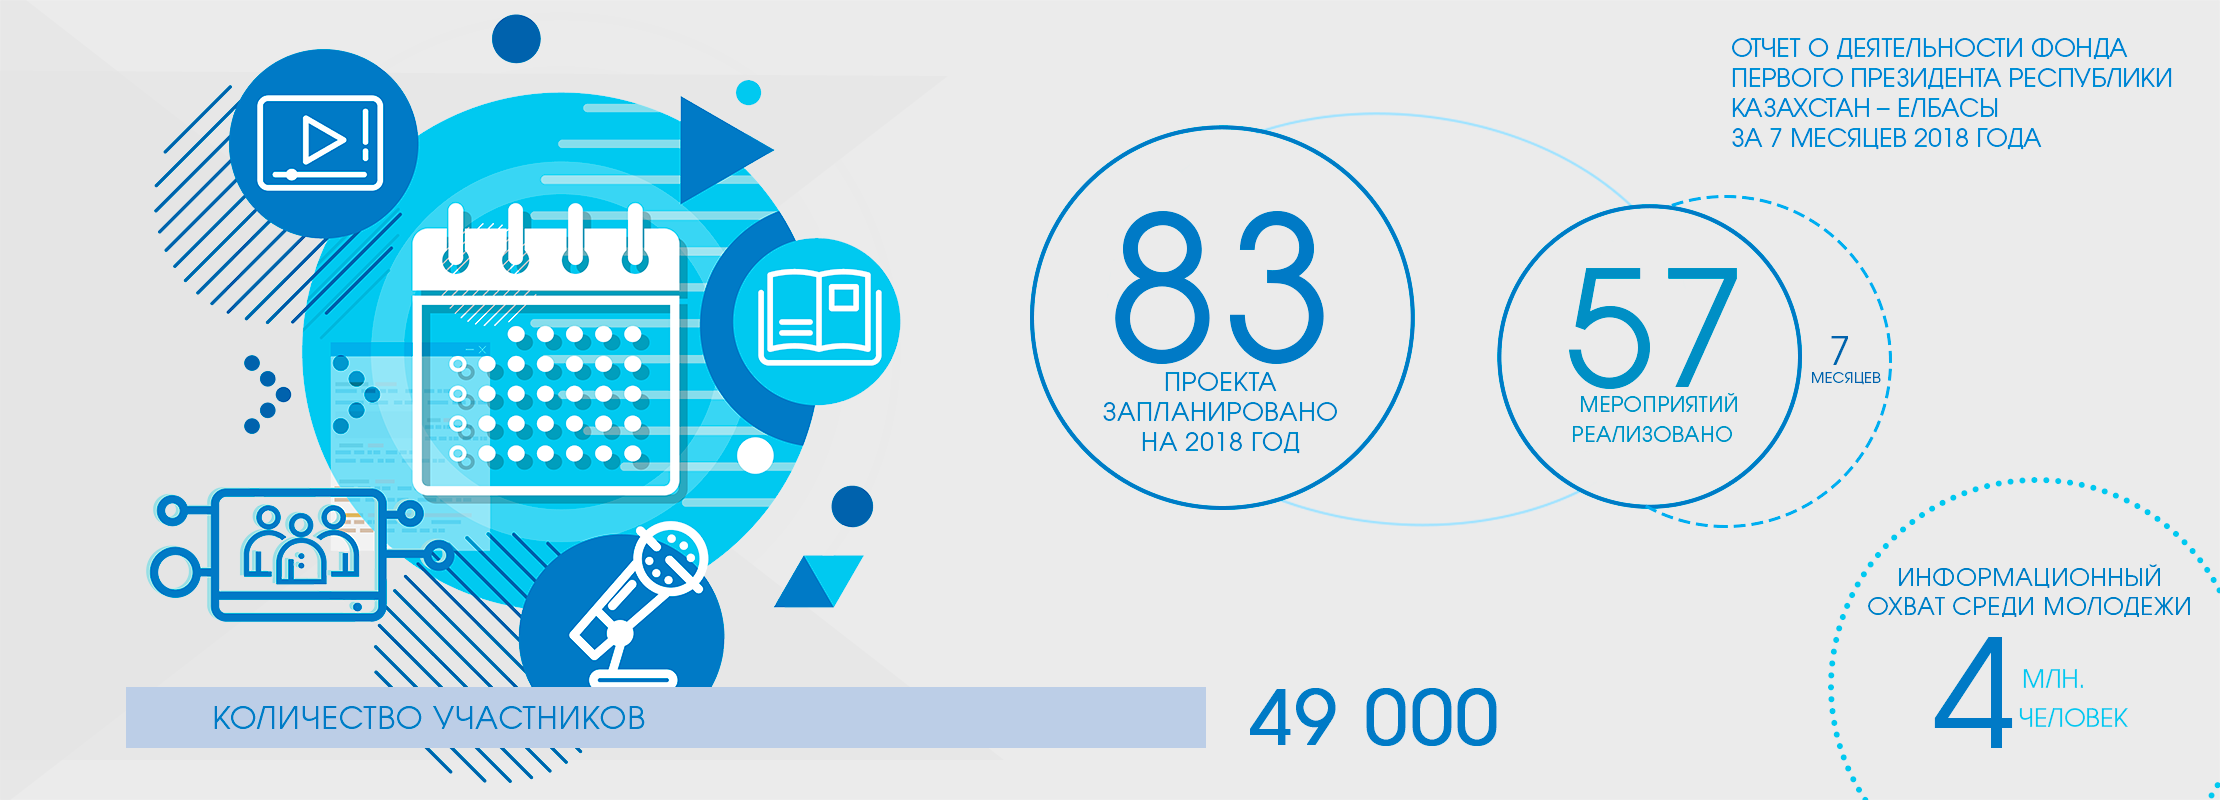 ОТЧЕТ О ДЕЯТЕЛЬНОСТИ ФОНДА
ПЕРВОГО ПРЕЗИДЕНТА РЕСПУБЛИКИ
КАЗАХСТАН – ЕЛБАСЫ
ЗА 7 МЕСЯЦЕВ 2018 ГОДА
83
ПРОЕКТА
ЗАПЛАНИРОВАНО
НА 2018 ГОД
57
МЕРОПРИЯТИЙ
РЕАЛИЗОВАНО
7
МЕСЯЦЕВ
ИНФОРМАЦИОННЫЙ
ОХВАТ СРЕДИ МОЛОДЕЖИ
4 МЛН.
ЧЕЛОВЕК
КОЛИЧЕСТВО УЧАСТНИКОВ 49 000